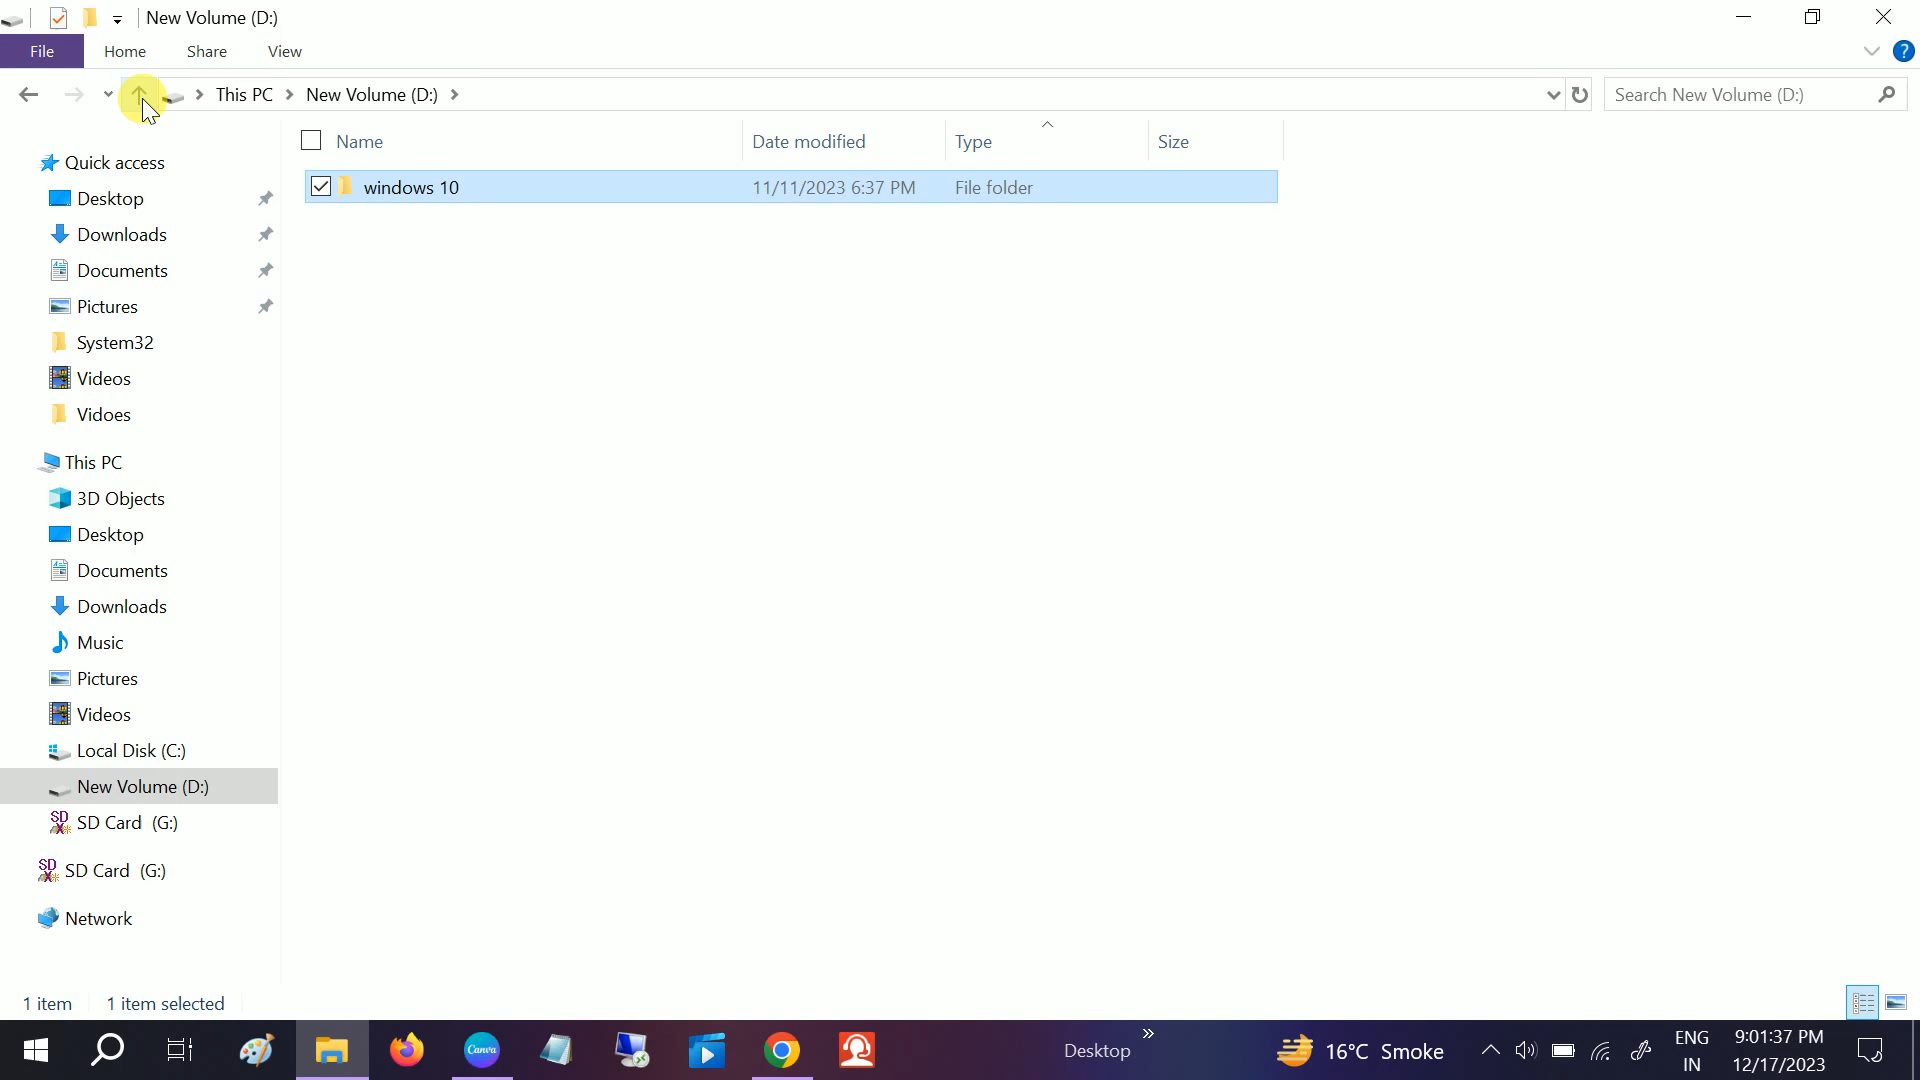 New Volume (D:)
File Home Share View
This PC New Volume (D:)
Search New Volume (D:)
Name Date modified Type Size
windows 10 11/11/2023 6:37 PM File folder
Quick access
Desktop
Downloads
Documents
Pictures
System32
Videos
Vidoes
This PC
3D Objects
Desktop
Documents
Downloads
Music
Pictures
Videos
Local Disk (C:)
New Volume (D:)
SD Card (G:)
SD Card (G:)
Network
1 item 1 item selected
Canva
Desktop
16°C Smoke
ENG
IN
9:01:37 PM
12/17/2023